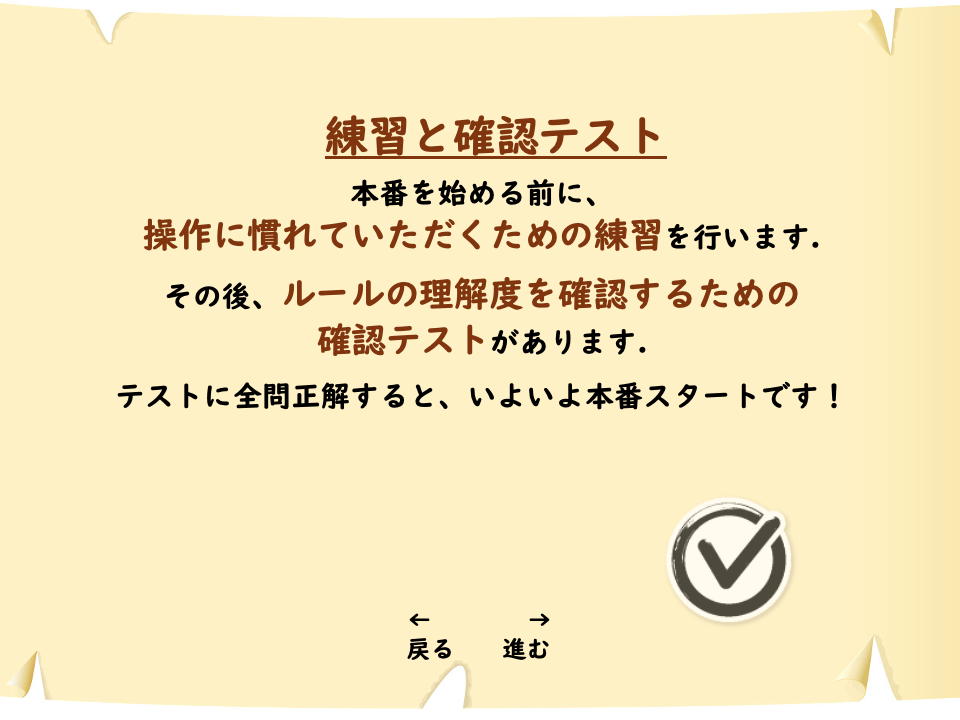 練習と確認テスト
本番を始める前に、
操作に慣れていただくための練習を行います．
その後、ルールの理解度を確認するための
確認テストがあります．
テストに全問正解すると、いよいよ本番スタートです！
← →
戻る 進む